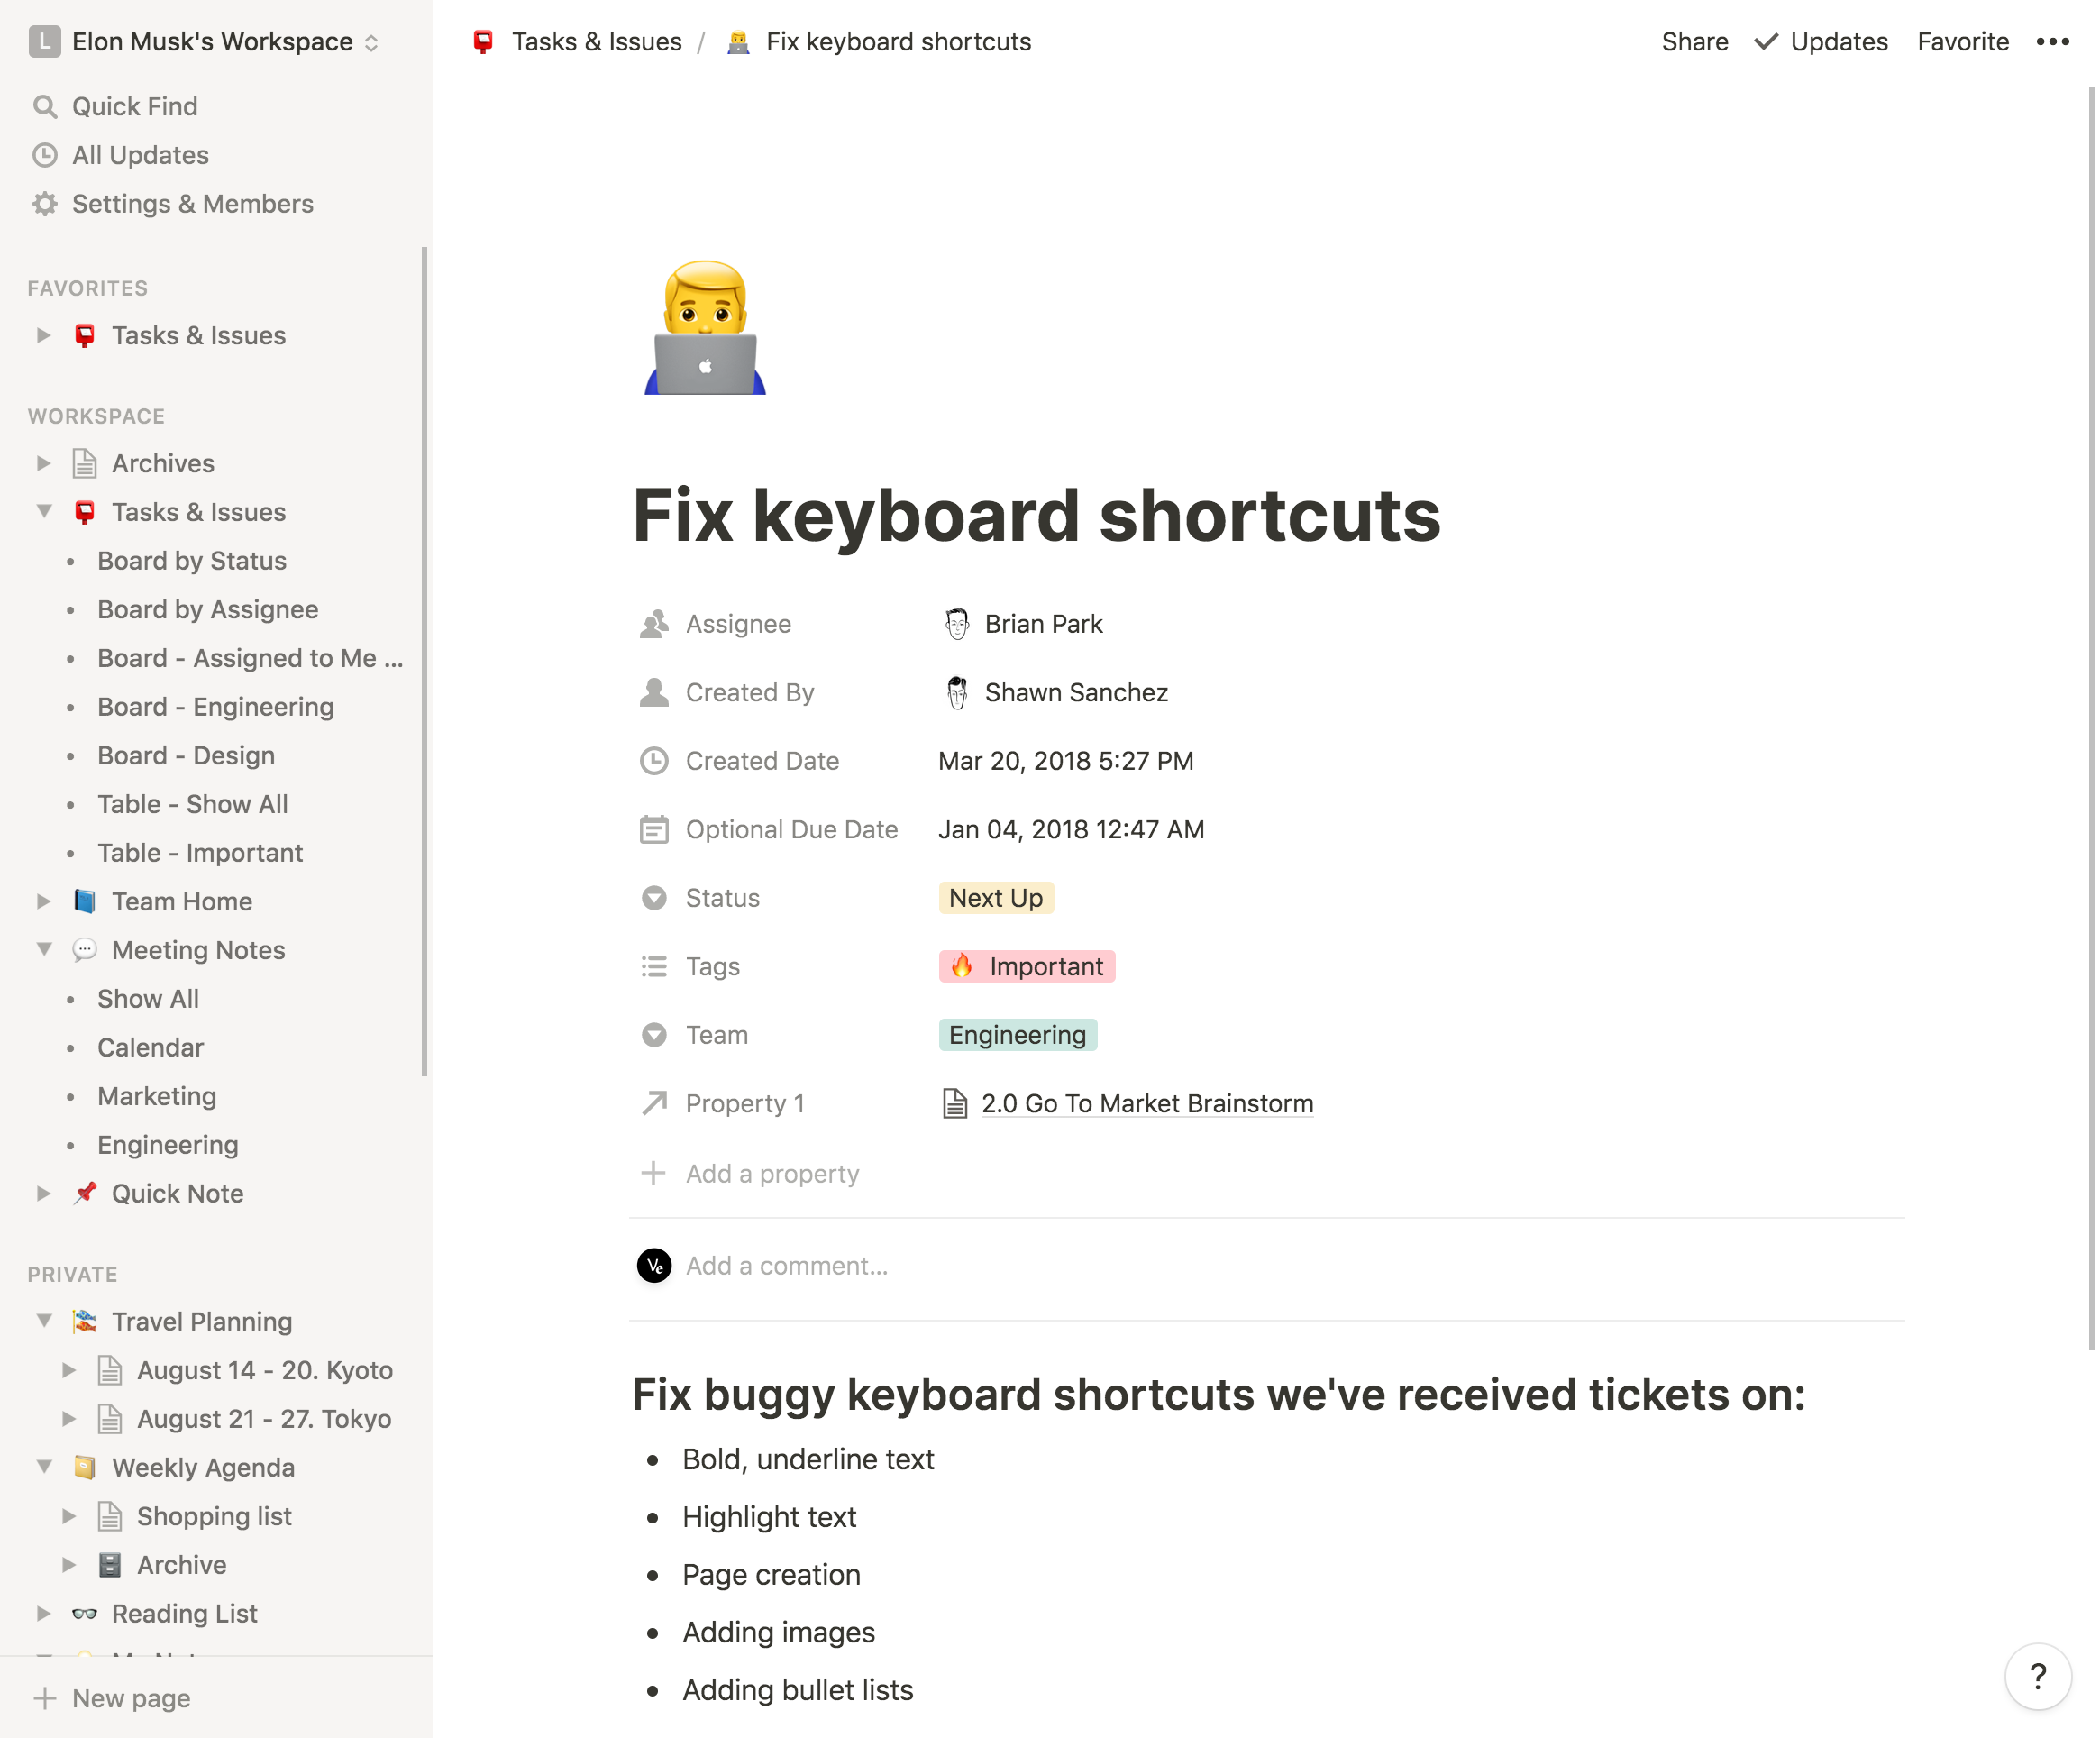 L Elon Musk's Workspace
Quick Find
All Updates
Settings & Members
FAVORITES
Tasks & Issues
WORKSPACE
Archives
Tasks & Issues
Board by Status
Board by Assignee
Board - Assigned to Me ...
Board - Engineering
Board - Design
Table - Show All
Table - Important
Team Home
Meeting Notes
Show All
Calendar
Marketing
Engineering
Quick Note
PRIVATE
Travel Planning
August 14 - 20. Kyoto
August 21 - 27. Tokyo
Weekly Agenda
Shopping list
Archive
Reading List
New page
Tasks & Issues / Fix keyboard shortcuts
Share Updates Favorite
Fix keyboard shortcuts
Assignee Brian Park
Created By Shawn Sanchez
Created Date Mar 20, 2018 5:27 PM
Optional Due Date Jan 04, 2018 12:47 AM
Status Next Up
Tags Important
Team Engineering
Property 1 2.0 Go To Market Brainstorm
Add a property
Add a comment...
Fix buggy keyboard shortcuts we've received tickets on:
• Bold, underline text
• Highlight text
• Page creation
• Adding images
• Adding bullet lists
?